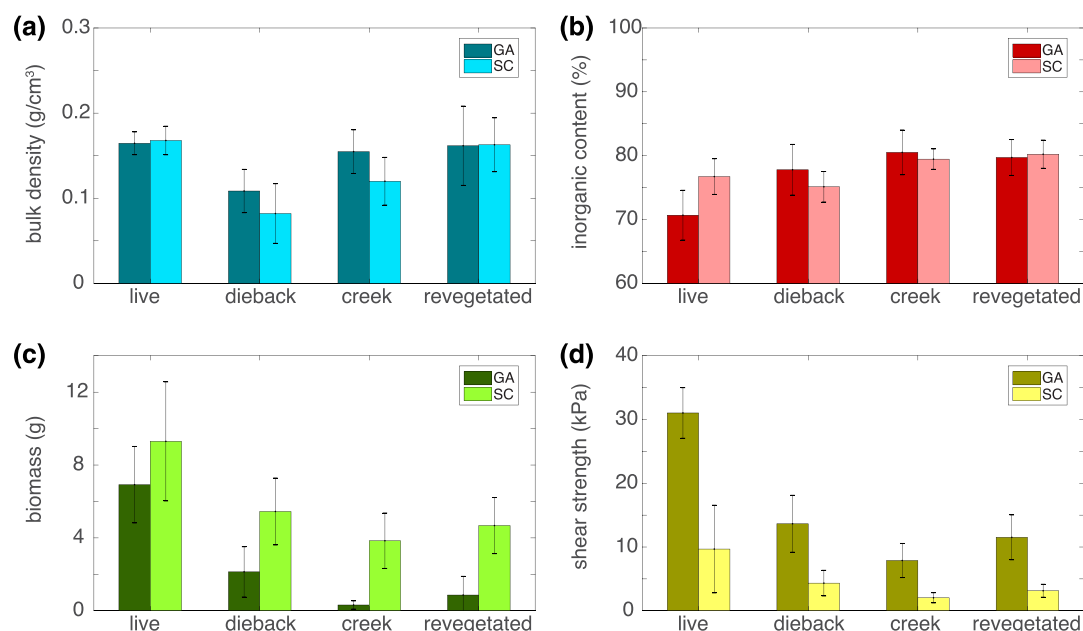 (a)
0.3
0.2
0.1
0
bulk density (g/cm³)
GA
SC
live dieback creek revegetated
(b)
100
90
80
70
60
inorganic content (%)
GA
SC
live dieback creek revegetated
(c)
12
8
4
0
biomass (g)
GA
SC
live dieback creek revegetated
(d)
40
30
20
10
0
shear strength (kPa)
GA
SC
live dieback creek revegetated